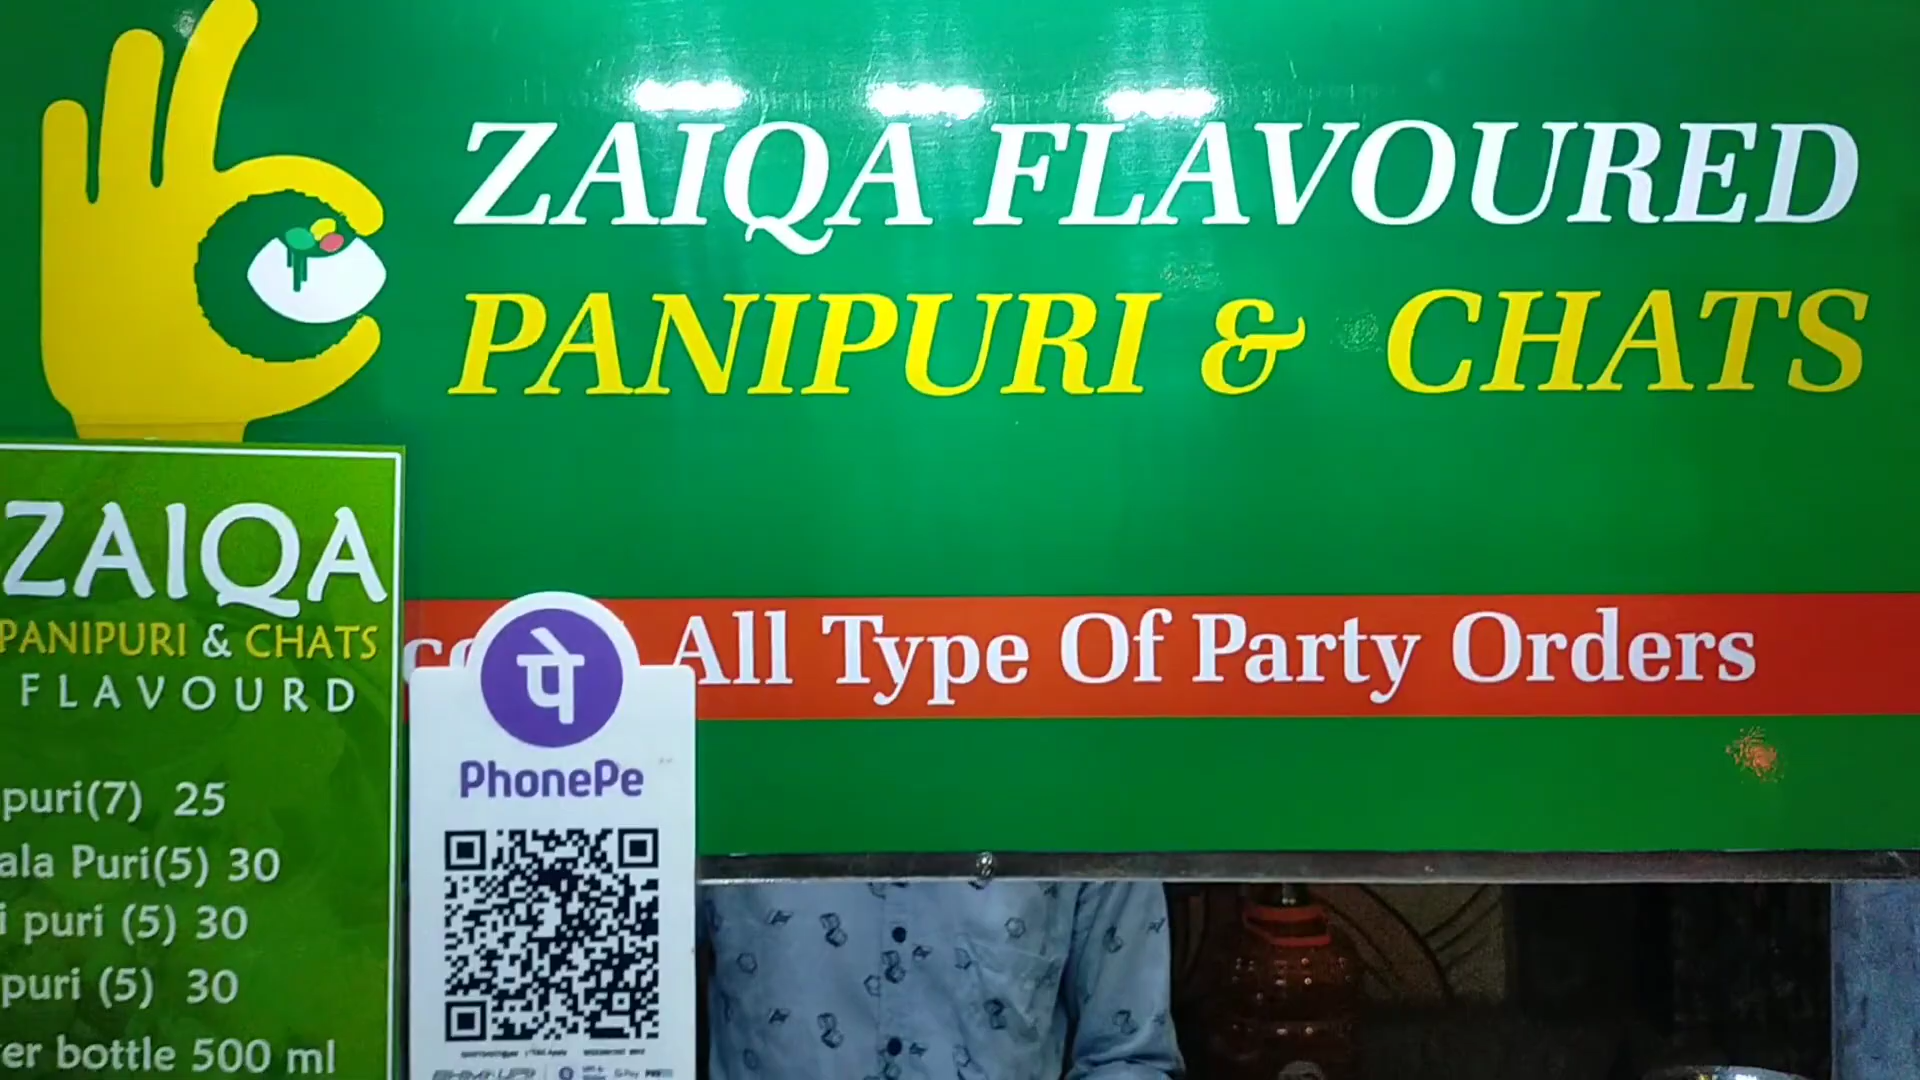 ZAIQA FLAVOURED
PANIPURI & CHATS
All Type Of Party Orders
ZAIQA
PANIPURI & CHATS
FLAVOURD
puri(7) 25
ala Puri(5) 30
i puri (5) 30
puri (5) 30
er bottle 500 ml
पे
PhonePe